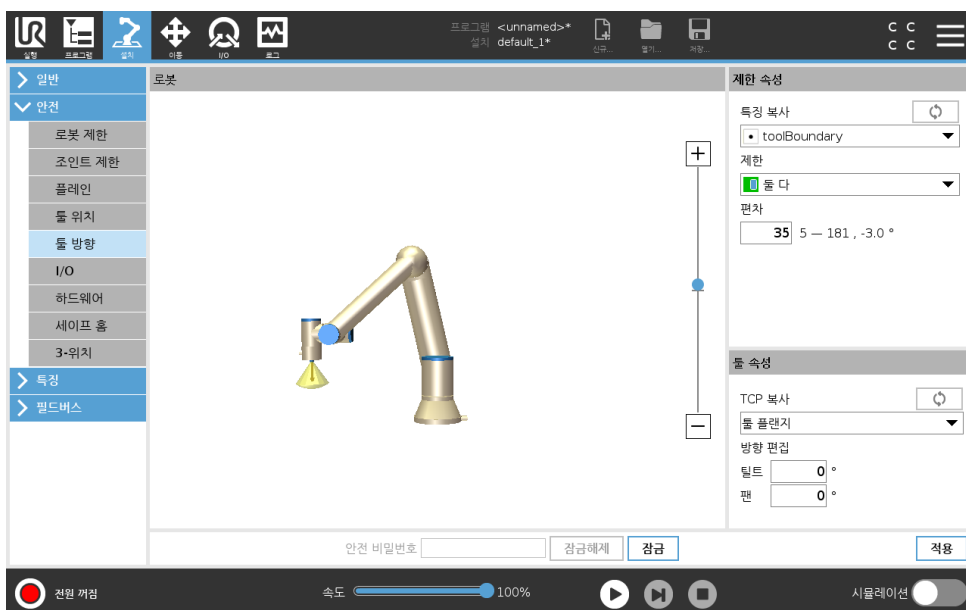 UR
프로그램 <unnamed>*
설치 default_1*
신규...
열기...
저장...
C C
C C
실행
프로그램
설치
이동
I/O
로그
일반
안전
로봇 제한
조인트 제한
플레인
툴 위치
툴 방향
I/O
하드웨어
세이프 홈
3-위치
특징
필드버스
로봇
제한 속성
특징 복사
toolBoundary
제한
둘 다
편차
35 5 — 181 , -3.0 °
툴 속성
TCP 복사
툴 플랜지
방향 편집
틸트 0 °
팬 0 °
안전 비밀번호
잠금해제
잠금
적용
전원 꺼짐
속도 100%
시뮬레이션